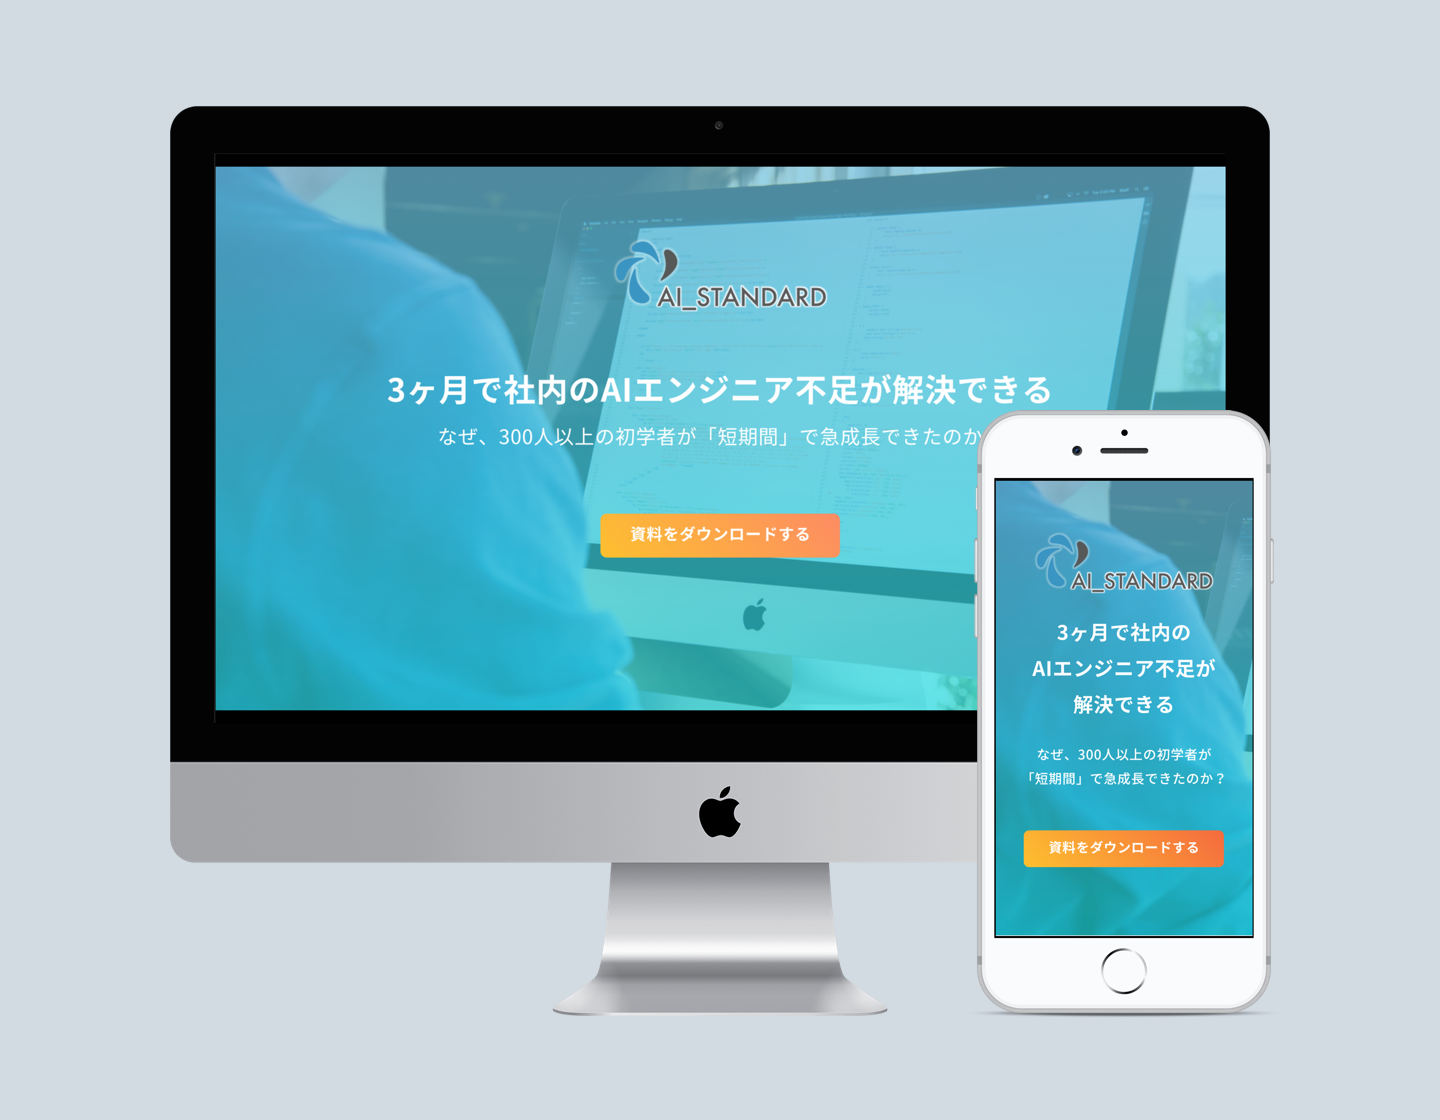 AI_STANDARD
3ヶ月で社内のAIエンジニア不足が解決できる
なぜ、300人以上の初学者が「短期間」で急成長できたのか
資料をダウンロードする
AI_STANDARD
3ヶ月で社内の
AIエンジニア不足が
解決できる
なぜ、300人以上の初学者が
「短期間」で急成長できたのか？
資料をダウンロードする